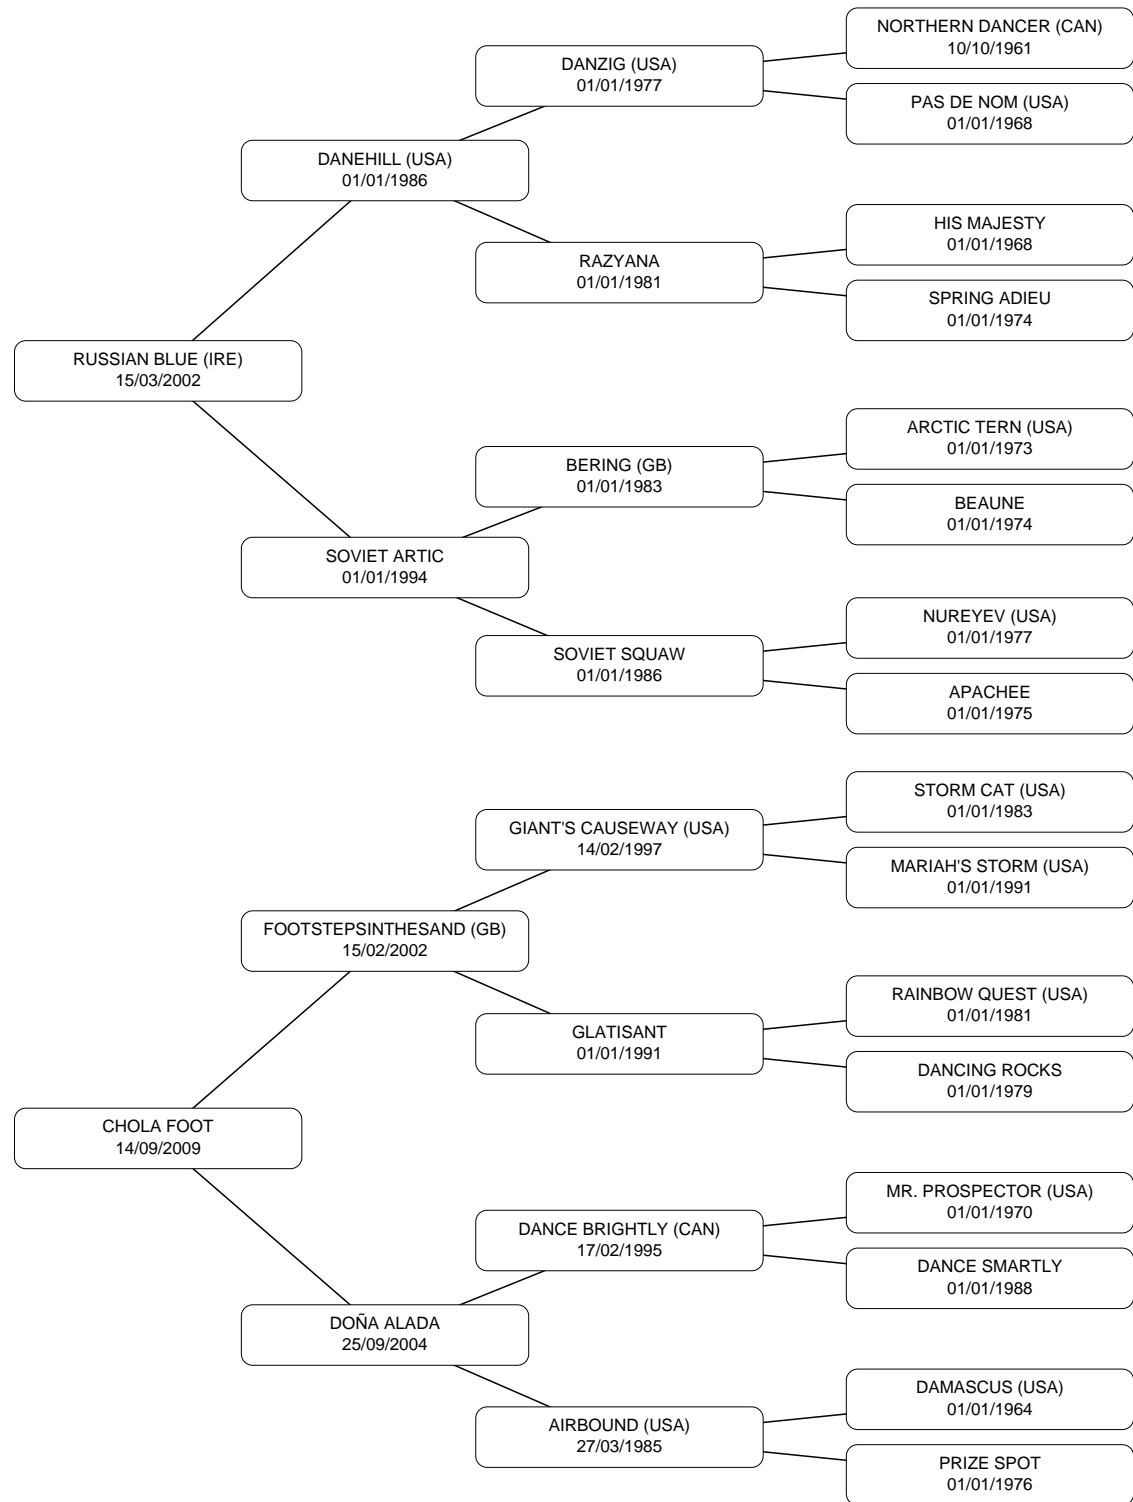 NORTHERN DANCER (CAN)
10/10/1961
DANZIG (USA)
01/01/1977
PAS DE NOM (USA)
01/01/1968
DANEHILL (USA)
01/01/1986
HIS MAJESTY
01/01/1968
RAZYANA
01/01/1981
SPRING ADIEU
01/01/1974
RUSSIAN BLUE (IRE)
15/03/2002
ARCTIC TERN (USA)
01/01/1973
BERING (GB)
01/01/1983
BEAUNE
01/01/1974
SOVIET ARTIC
01/01/1994
NUREYEV (USA)
01/01/1977
SOVIET SQUAW
01/01/1986
APACHEE
01/01/1975
STORM CAT (USA)
01/01/1983
GIANT'S CAUSEWAY (USA)
14/02/1997
MARIAH'S STORM (USA)
01/01/1991
FOOTSTEPSINTHESAND (GB)
15/02/2002
RAINBOW QUEST (USA)
01/01/1981
GLATISANT
01/01/1991
DANCING ROCKS
01/01/1979
CHOLA FOOT
14/09/2009
MR. PROSPECTOR (USA)
01/01/1970
DANCE BRIGHTLY (CAN)
17/02/1995
DANCE SMARTLY
01/01/1988
DOÑA ALADA
25/09/2004
DAMASCUS (USA)
01/01/1964
AIRBOUND (USA)
27/03/1985
PRIZE SPOT
01/01/1976